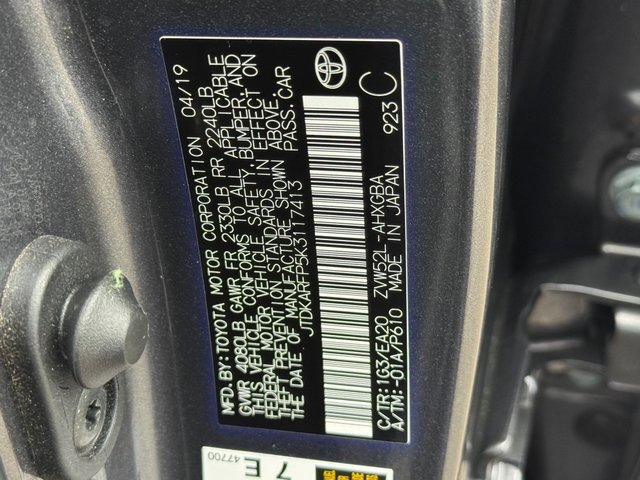 MFD. BY: TOYOTA MOTOR CORPORATION 04/19
GVWR 4080LB GAWR FR 2330LB RR 2240LB
THIS VEHICLE CONFORMS TO ALL APPLICABLE
FEDERAL MOTOR VEHICLE SAFETY, BUMPER, AND
THEFT PREVENTION STANDARDS IN EFFECT ON
THE DATE OF MANUFACTURE SHOWN ABOVE.
JTDKARFP5K3117413 PASS. CAR
C/TR: 1G3/EA20 ZVW52L -AHXGBA
A/TM: -01A/P610 MADE IN JAPAN 923 C
7 E
47700